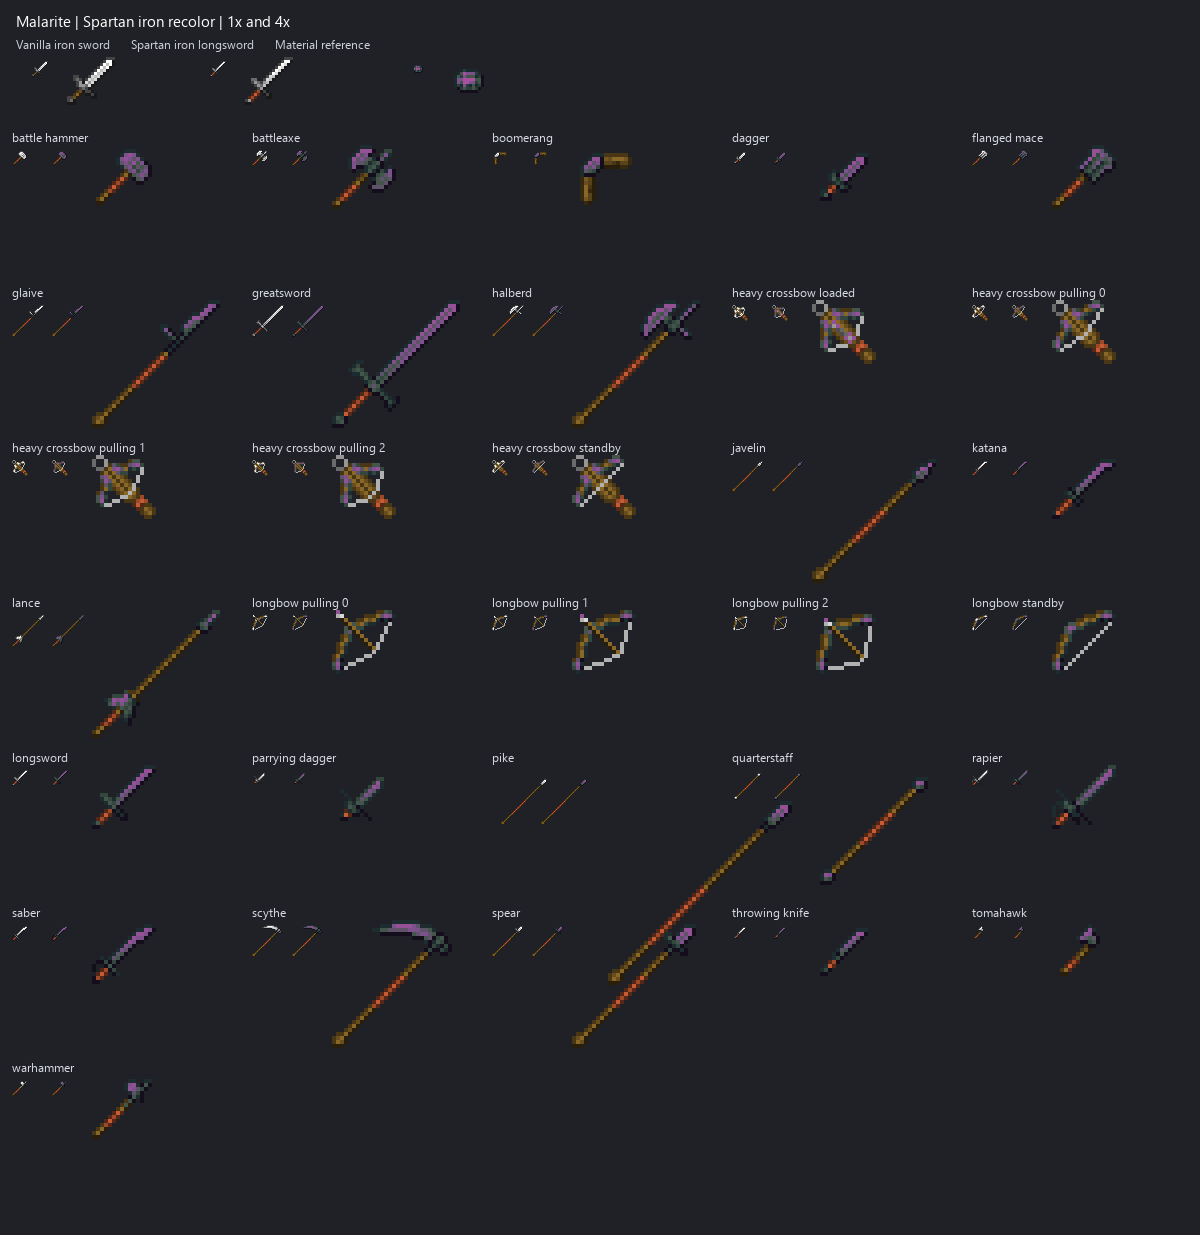 Malarite | Spartan iron recolor | 1x and 4x
Vanilla iron sword Spartan iron longsword Material reference
battle hammer battleaxe boomerang dagger flanged mace
glaive greatsword halberd heavy crossbow loaded heavy crossbow pulling 0
heavy crossbow pulling 1 heavy crossbow pulling 2 heavy crossbow standby javelin katana
lance longbow pulling 0 longbow pulling 1 longbow pulling 2 longbow standby
longsword parrying dagger pike quarterstaff rapier
saber scythe spear throwing knife tomahawk
warhammer